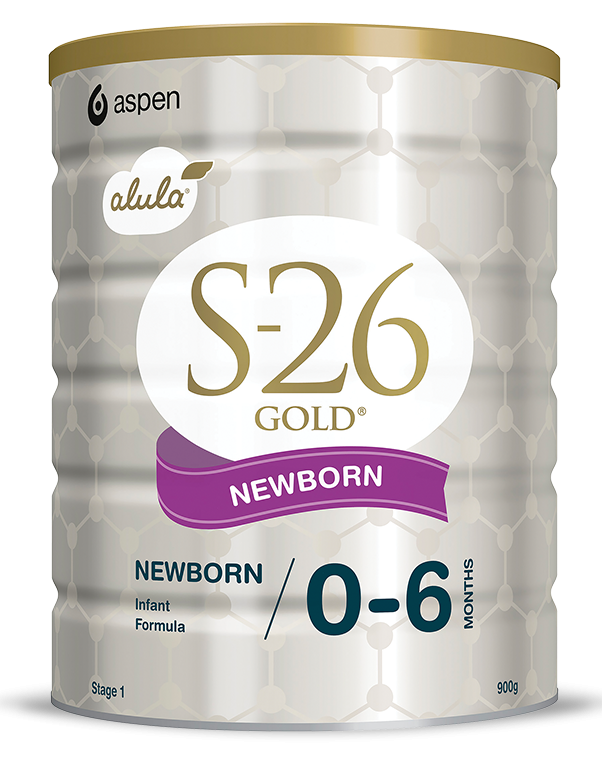 aspen
alula®
S-26
GOLD®
NEWBORN
NEWBORN
Infant
Formula
/ 0-6
MONTHS
Stage 1
900g